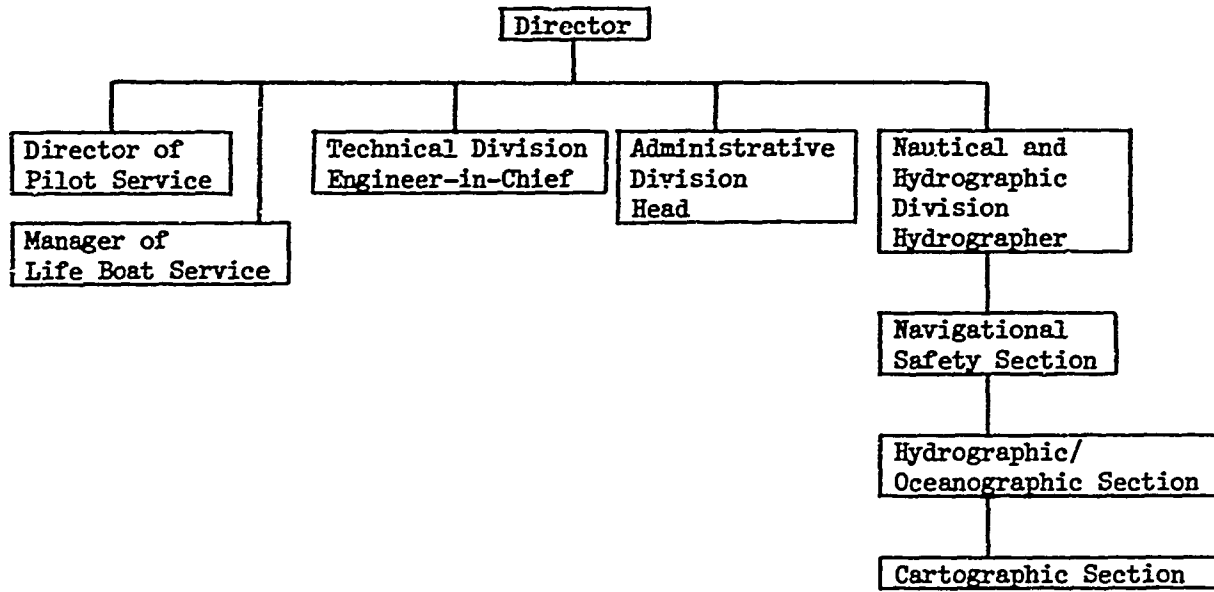 Director
Director of
Pilot Service
Manager of
Life Boat Service
Technical Division
Engineer-in-Chief
Administrative
Division
Head
Nautical and
Hydrographic
Division
Hydrographer
Navigational
Safety Section
Hydrographic/
Oceanographic Section
Cartographic Section